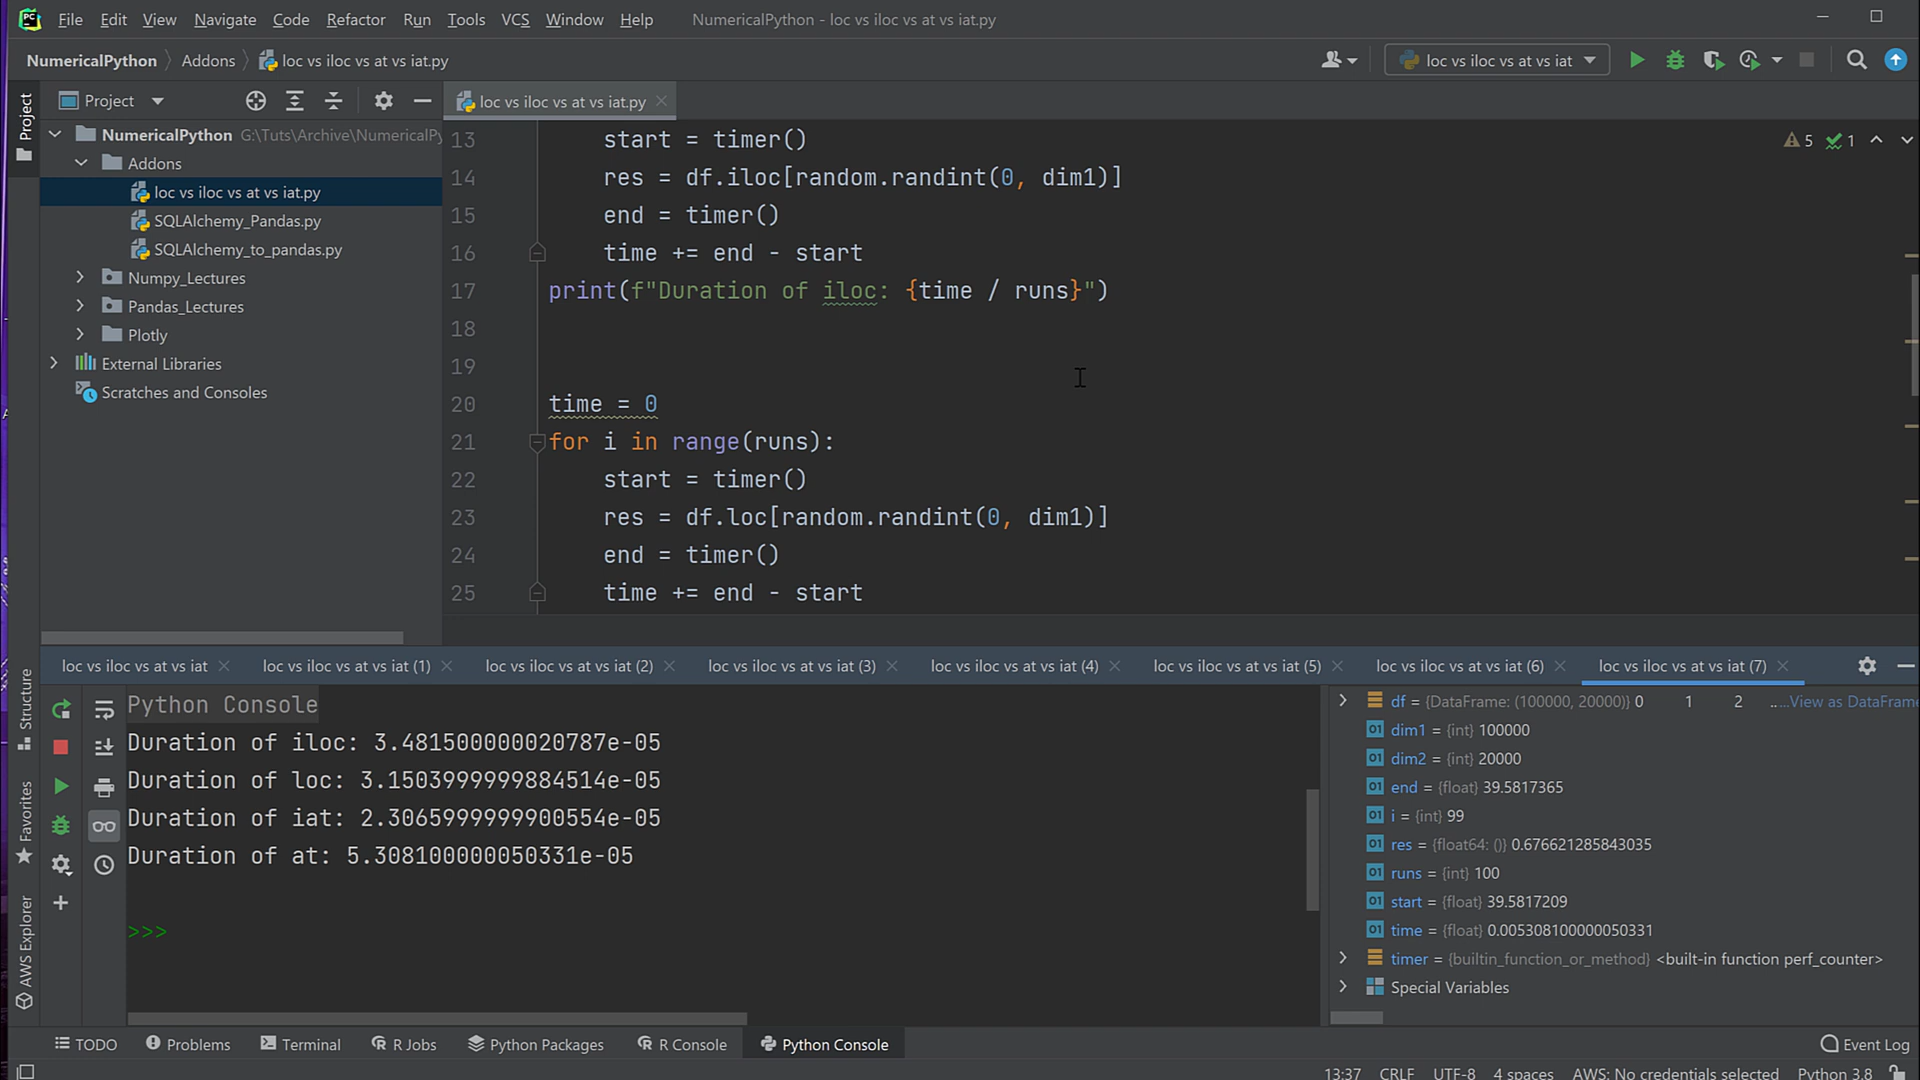 PC File Edit View Navigate Code Refactor Run Tools VCS Window Help NumericalPython - loc vs iloc vs at vs iat.py
NumericalPython Addons loc vs iloc vs at vs iat.py loc vs iloc vs at vs iat
Project
Project
loc vs iloc vs at vs iat.py
NumericalPython G:\Tuts\Archive\NumericalPy
Addons
loc vs iloc vs at vs iat.py
SQLAlchemy_Pandas.py
SQLAlchemy_to_pandas.py
Numpy_Lectures
Pandas_Lectures
Plotly
External Libraries
Scratches and Consoles
5 1
13 start = timer()
14 res = df.iloc[random.randint(0, dim1)]
15 end = timer()
16 time += end - start
17 print(f"Duration of iloc: {time / runs}")
18
19
20 time = 0
21 for i in range(runs):
22 start = timer()
23 res = df.loc[random.randint(0, dim1)]
24 end = timer()
25 time += end - start
loc vs iloc vs at vs iat loc vs iloc vs at vs iat (1) loc vs iloc vs at vs iat (2) loc vs iloc vs at vs iat (3) loc vs iloc vs at vs iat (4) loc vs iloc vs at vs iat (5) loc vs iloc vs at vs iat (6) loc vs iloc vs at vs iat (7)
Structure
Favorites
AWS Explorer
Python Console
Duration of iloc: 3.481500000020787e-05
Duration of loc: 3.1503999999884514e-05
Duration of iat: 2.3065999999900554e-05
Duration of at: 5.308100000050331e-05
>>>
df = {DataFrame: (100000, 20000)} 0 1 2 ..…View as DataFrame
dim1 = {int} 100000
dim2 = {int} 20000
end = {float} 39.5817365
i = {int} 99
res = {float64: ()} 0.676621285843035
runs = {int} 100
start = {float} 39.5817209
time = {float} 0.005308100000050331
timer = {builtin_function_or_method} <built-in function perf_counter>
Special Variables
TODO Problems Terminal R Jobs Python Packages R Console Python Console Event Log
13:37 CRLF UTF-8 4 spaces AWS: No credentials selected Python 3.8